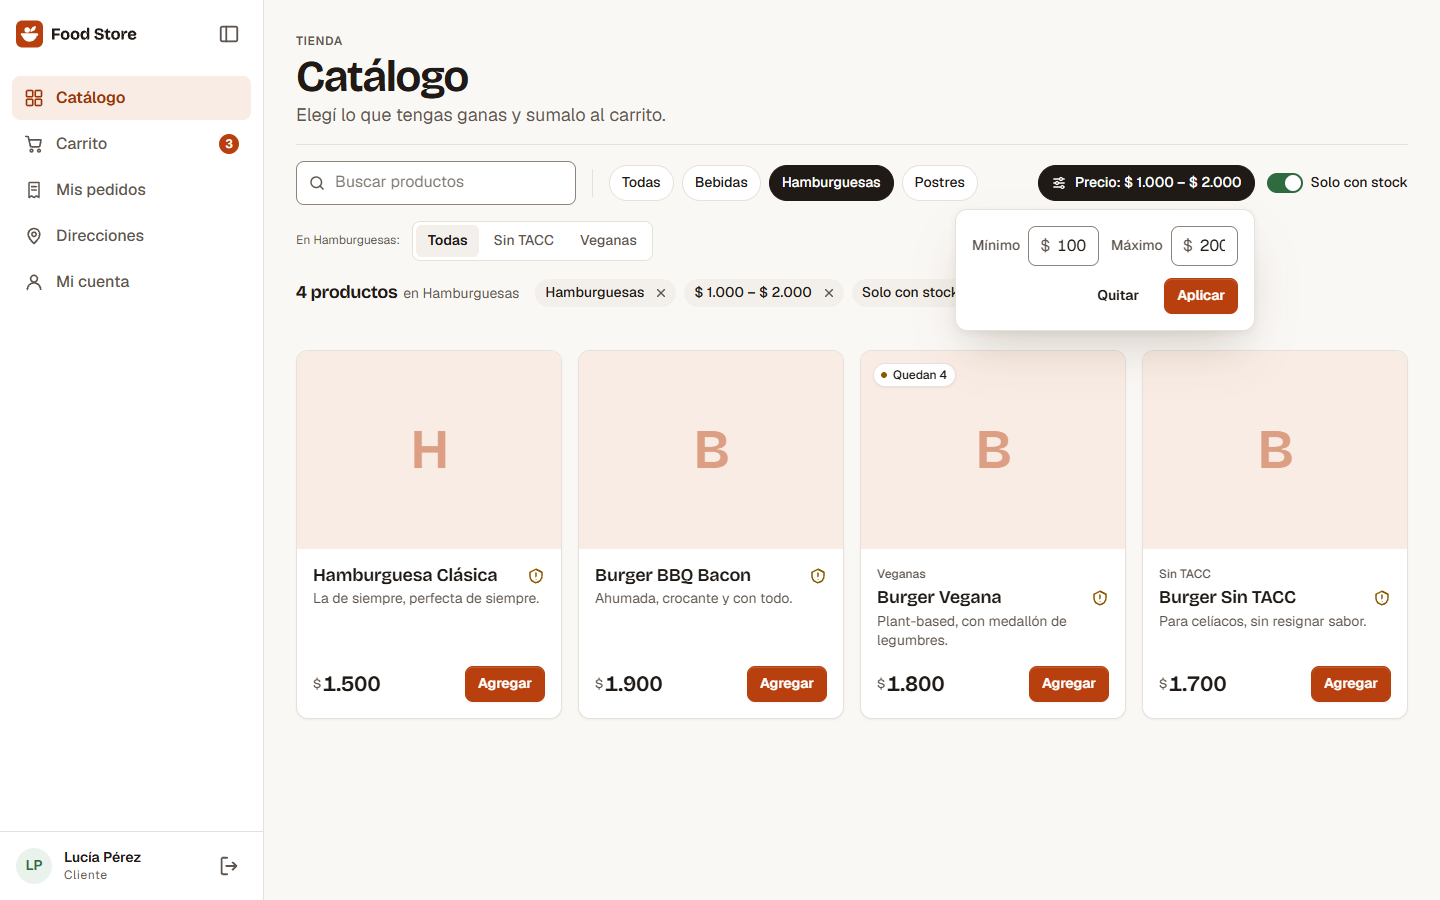 Food Store
Catálogo
Carrito
3
Mis pedidos
Direcciones
Mi cuenta
LP
Lucía Pérez
Cliente
TIENDA
Catálogo
Elegí lo que tengas ganas y sumalo al carrito.
Buscar productos
Todas
Bebidas
Hamburguesas
Postres
Precio: $ 1.000 – $ 2.000
Solo con stock
En Hamburguesas:
Todas
Sin TACC
Veganas
Mínimo
$ 100
Máximo
$ 200
Quitar
Aplicar
4 productos en Hamburguesas
Hamburguesas
$ 1.000 – $ 2.000
Solo con stock
H
Hamburguesa Clásica
La de siempre, perfecta de siempre.
$1.500
Agregar
B
Burger BBQ Bacon
Ahumada, crocante y con todo.
$1.900
Agregar
Quedan 4
B
Veganas
Burger Vegana
Plant-based, con medallón de
legumbres.
$1.800
Agregar
B
Sin TACC
Burger Sin TACC
Para celíacos, sin resignar sabor.
$1.700
Agregar